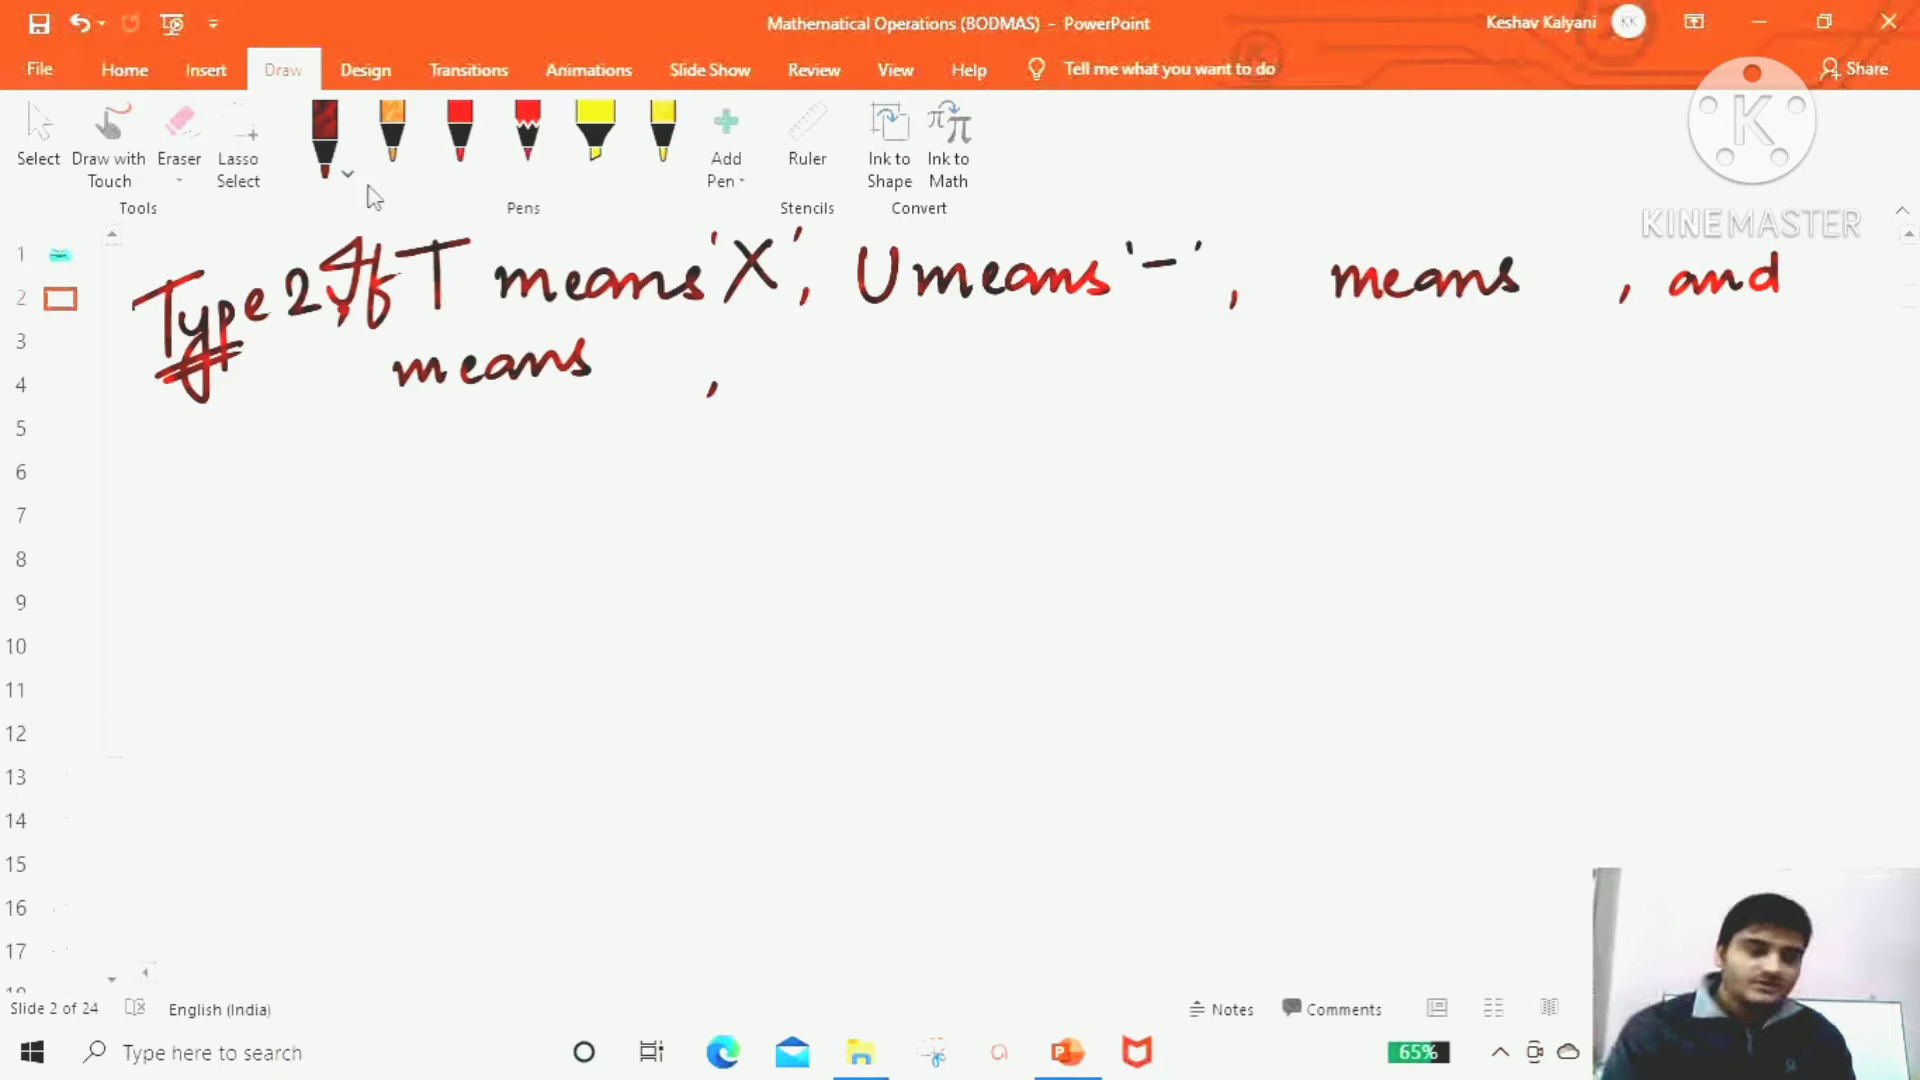 Mathematical Operations (BODMAS) - PowerPoint
Keshav Kalyani KK
File Home Insert Draw Design Transitions Animations Slide Show Review View Help Tell me what you want to do Share
K
KINEMASTER
Select Draw with Touch Eraser Lasso Select Add Pen Ruler Ink to Shape Ink to Math
Tools Pens Stencils Convert
Type 2 If T means 'X', U means '-', means , and
means ,
1
2
3
4
5
6
7
8
9
10
11
12
13
14
15
16
17
Slide 2 of 24 English (India) Notes Comments
Type here to search 65%